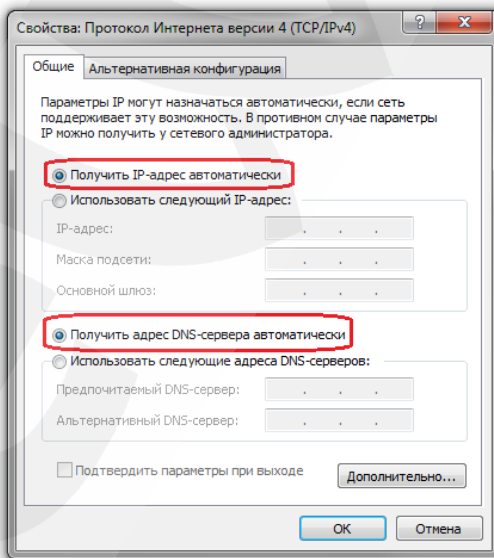 Свойства: Протокол Интернета версии 4 (TCP/IPv4)
Общие
Альтернативная конфигурация
Параметры IP могут назначаться автоматически, если сеть
поддерживает эту возможность. В противном случае параметры
IP можно получить у сетевого администратора.
Получить IP-адрес автоматически
Использовать следующий IP-адрес:
IP-адрес:
Маска подсети:
Основной шлюз:
Получить адрес DNS-сервера автоматически
Использовать следующие адреса DNS-серверов:
Предпочитаемый DNS-сервер:
Альтернативный DNS-сервер:
Подтвердить параметры при выходе
Дополнительно...
ОК
Отмена